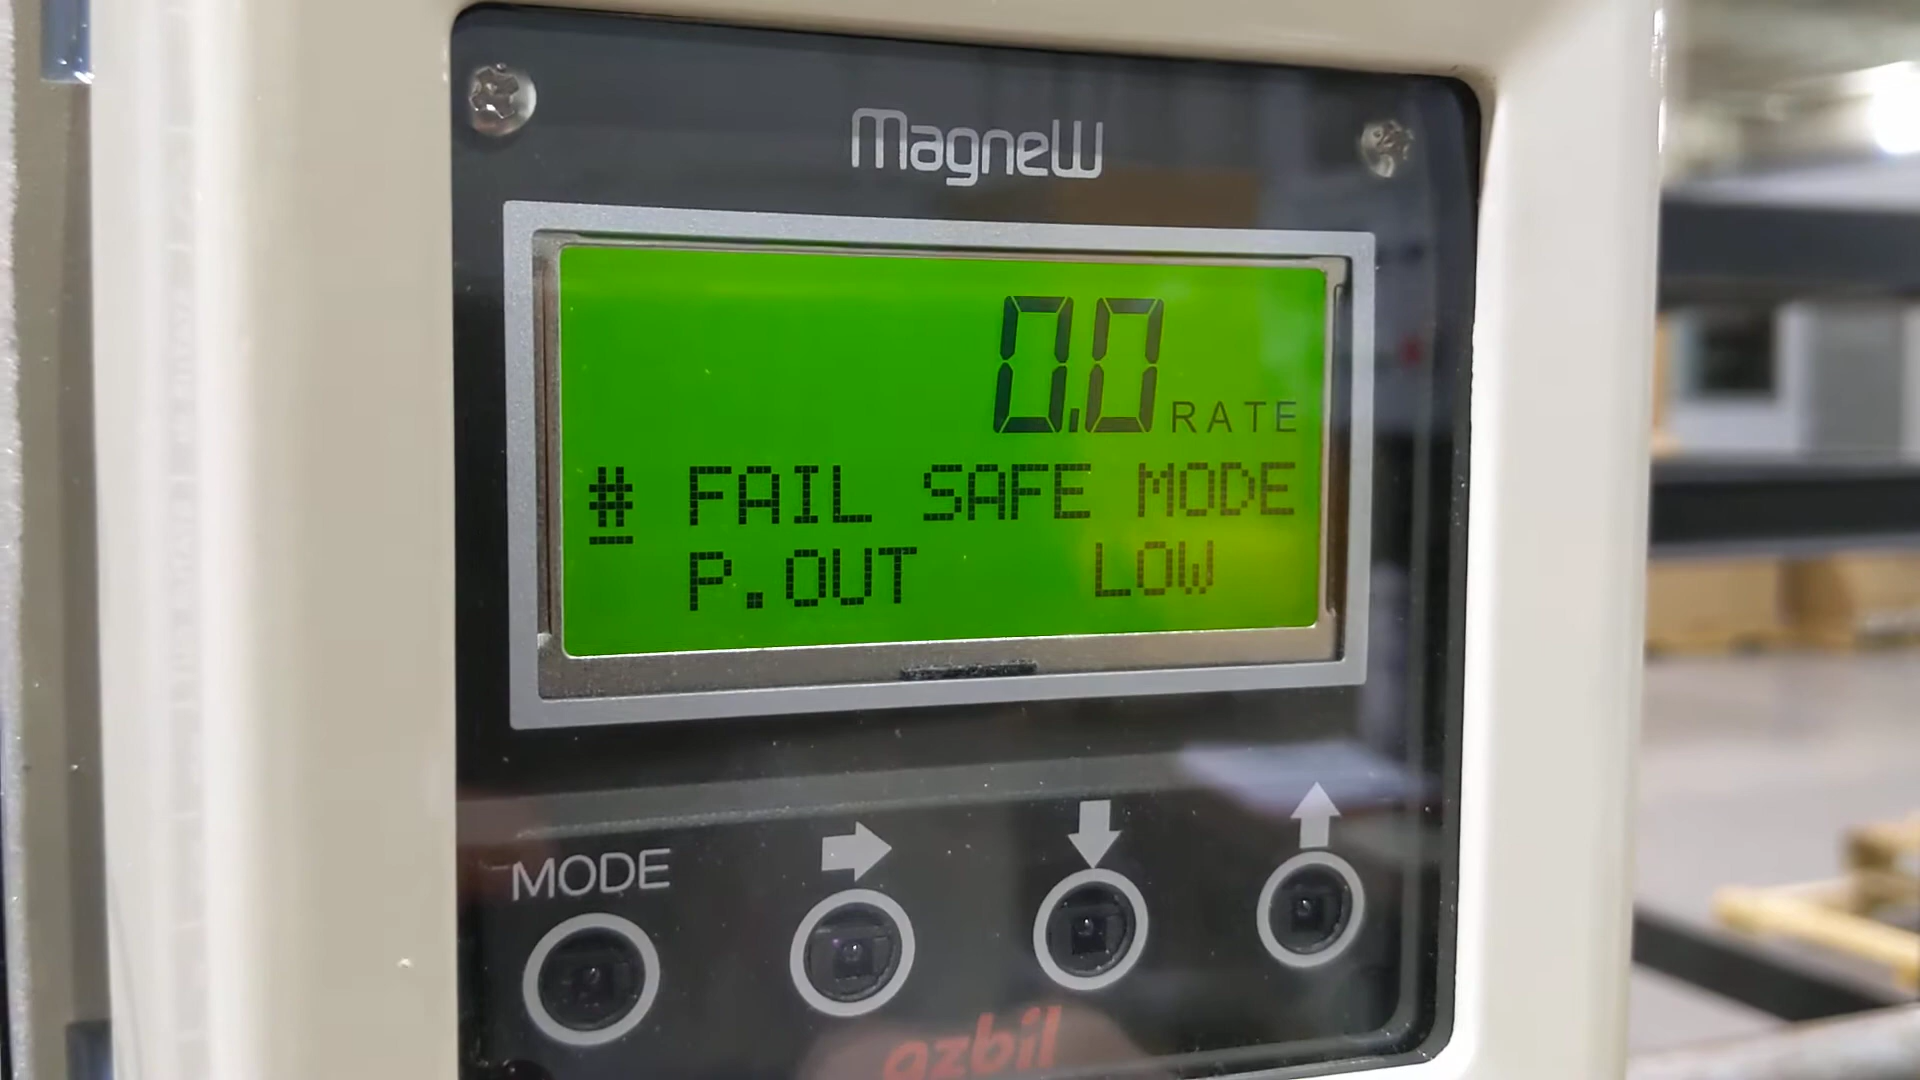 MagneW
0.0 RATE
# FAIL SAFE MODE
P.OUT LOW
MODE
azbil